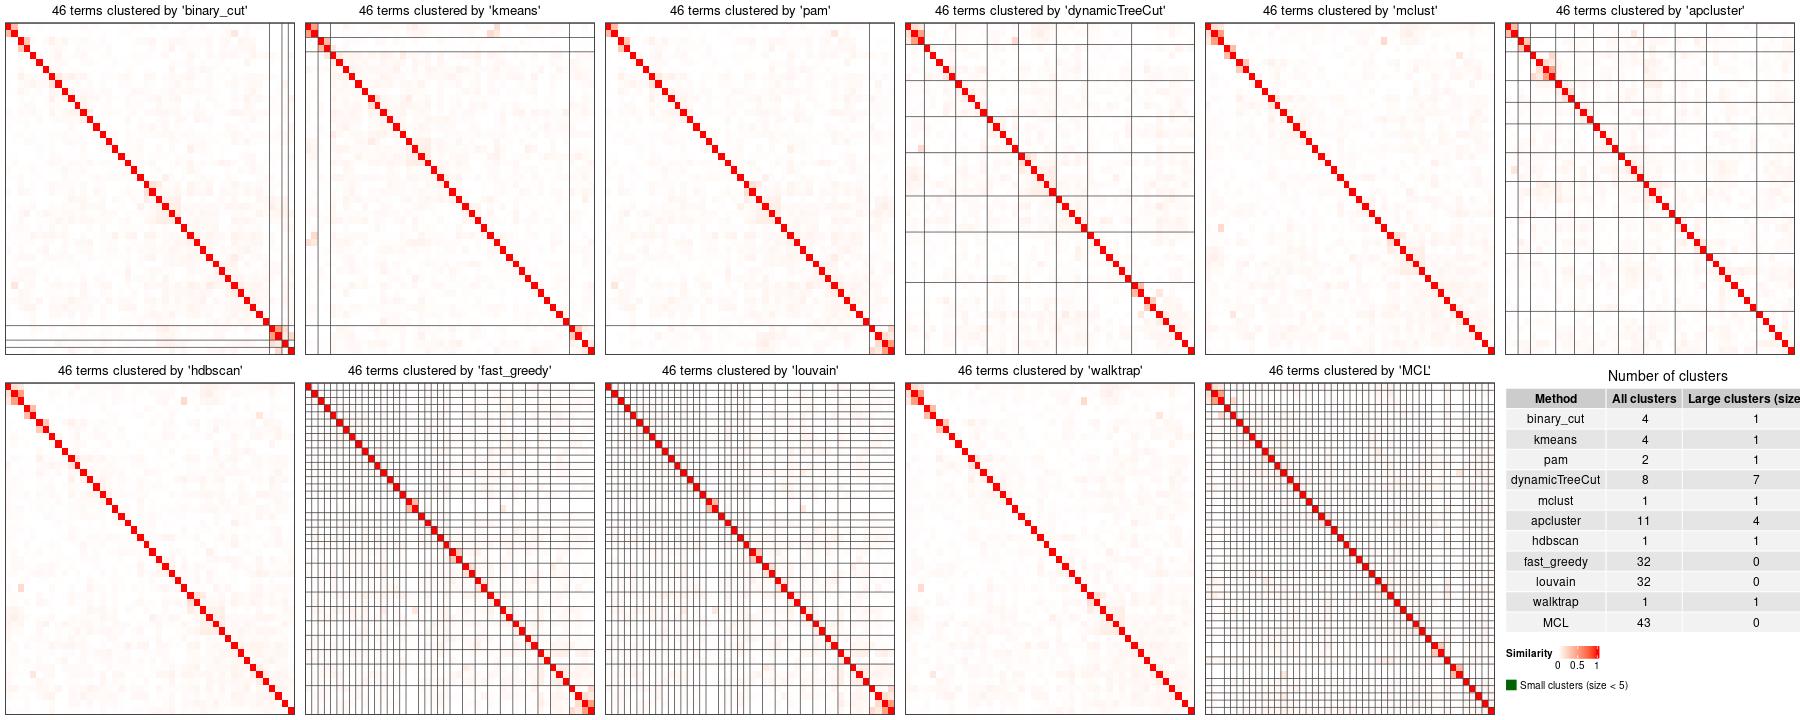 46 terms clustered by 'binary_cut'
46 terms clustered by 'kmeans'
46 terms clustered by 'pam'
46 terms clustered by 'dynamicTreeCut'
46 terms clustered by 'mclust'
46 terms clustered by 'apcluster'
46 terms clustered by 'hdbscan'
46 terms clustered by 'fast_greedy'
46 terms clustered by 'louvain'
46 terms clustered by 'walktrap'
46 terms clustered by 'MCL'
Number of clusters
Method All clusters Large clusters (size
binary_cut 4 1
kmeans 4 1
pam 2 1
dynamicTreeCut 8 7
mclust 1 1
apcluster 11 4
hdbscan 1 1
fast_greedy 32 0
louvain 32 0
walktrap 1 1
MCL 43 0
Similarity
0 0.5 1
Small clusters (size < 5)